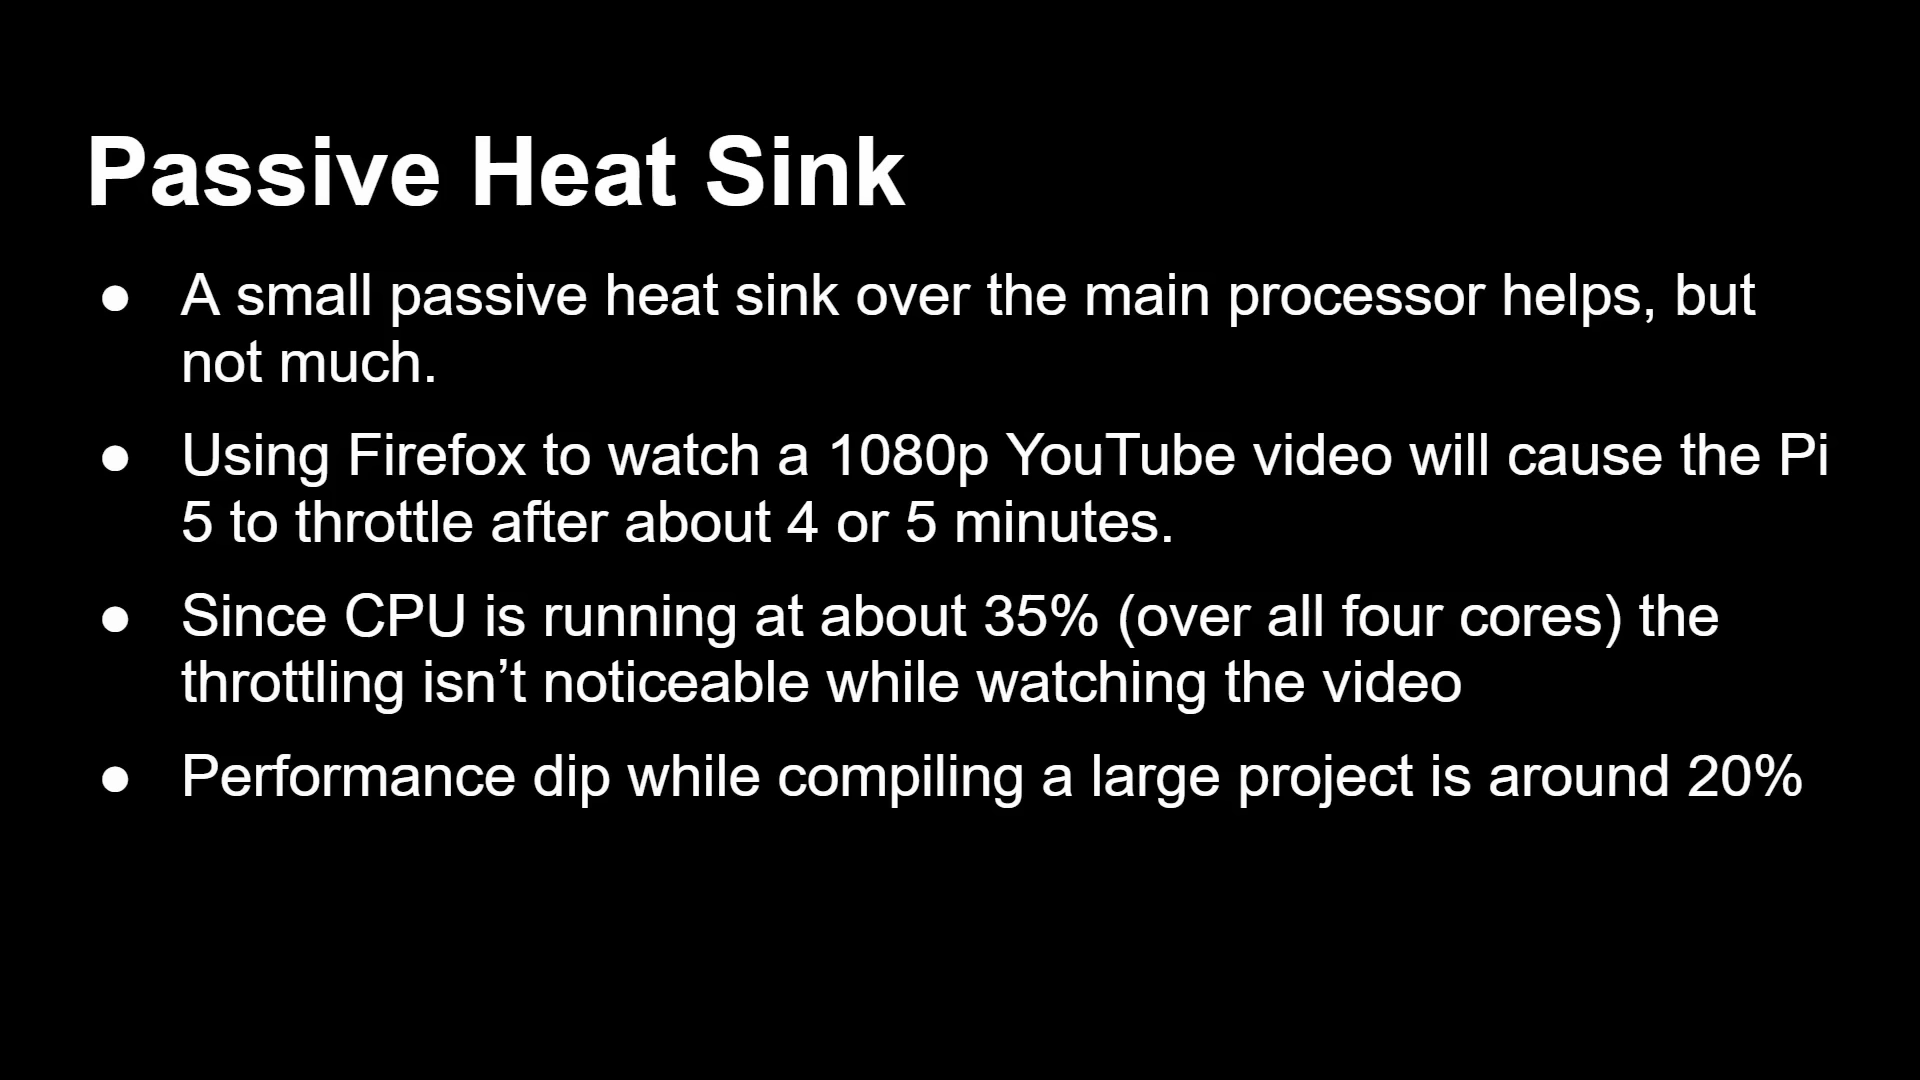 Passive Heat Sink
● A small passive heat sink over the main processor helps, but
not much.
● Using Firefox to watch a 1080p YouTube video will cause the Pi
5 to throttle after about 4 or 5 minutes.
● Since CPU is running at about 35% (over all four cores) the
throttling isn’t noticeable while watching the video
● Performance dip while compiling a large project is around 20%